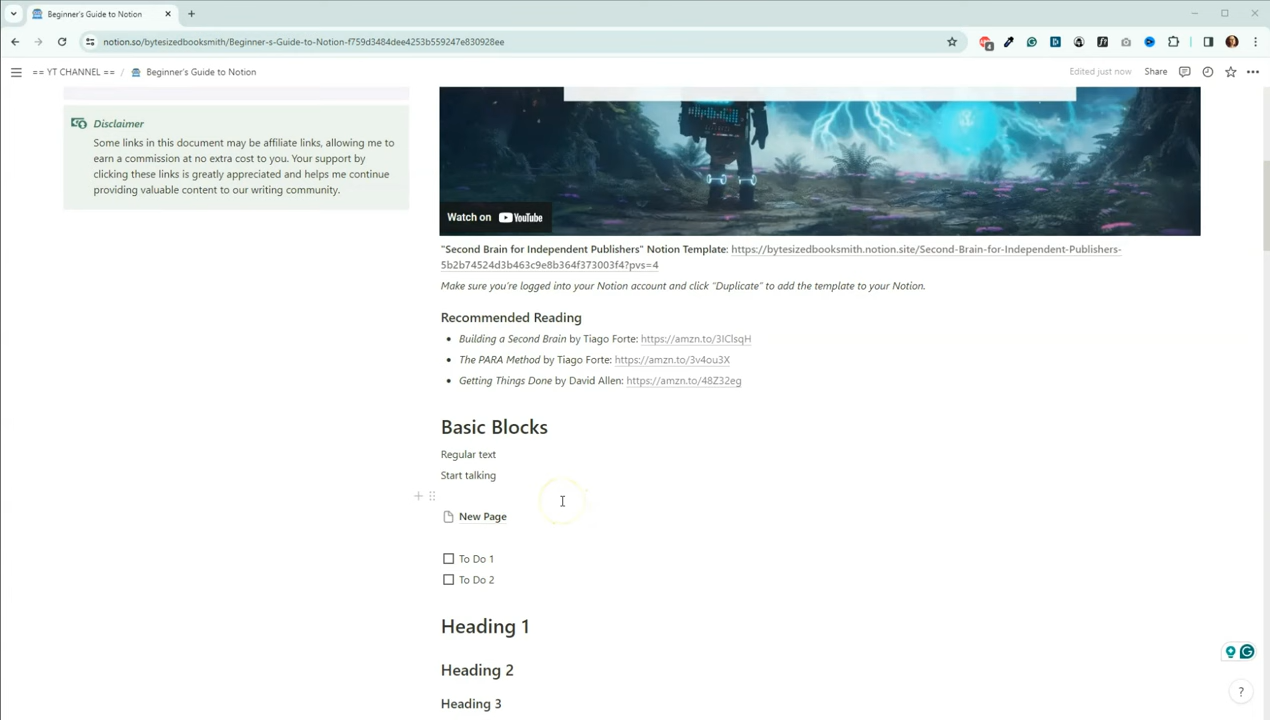 Beginner's Guide to Notion
notion.so/bytesizedbooksmith/Beginner-s-Guide-to-Notion-f759d3484dee4253b559247e830928ee
== YT CHANNEL == / Beginner's Guide to Notion
Edited just now Share
Disclaimer
Some links in this document may be affiliate links, allowing me to
earn a commission at no extra cost to you. Your support by
clicking these links is greatly appreciated and helps me continue
providing valuable content to our writing community.
Watch on YouTube
"Second Brain for Independent Publishers" Notion Template: https://bytesizedbooksmith.notion.site/Second-Brain-for-Independent-Publishers-
5b2b74524d3b463c9e8b364f373003f4?pvs=4
Make sure you're logged into your Notion account and click "Duplicate" to add the template to your Notion.
Recommended Reading
• Building a Second Brain by Tiago Forte: https://amzn.to/3IClsqH
• The PARA Method by Tiago Forte: https://amzn.to/3v4ou3X
• Getting Things Done by David Allen: https://amzn.to/48Z32eg
Basic Blocks
Regular text
Start talking
New Page
To Do 1
To Do 2
Heading 1
Heading 2
Heading 3
?